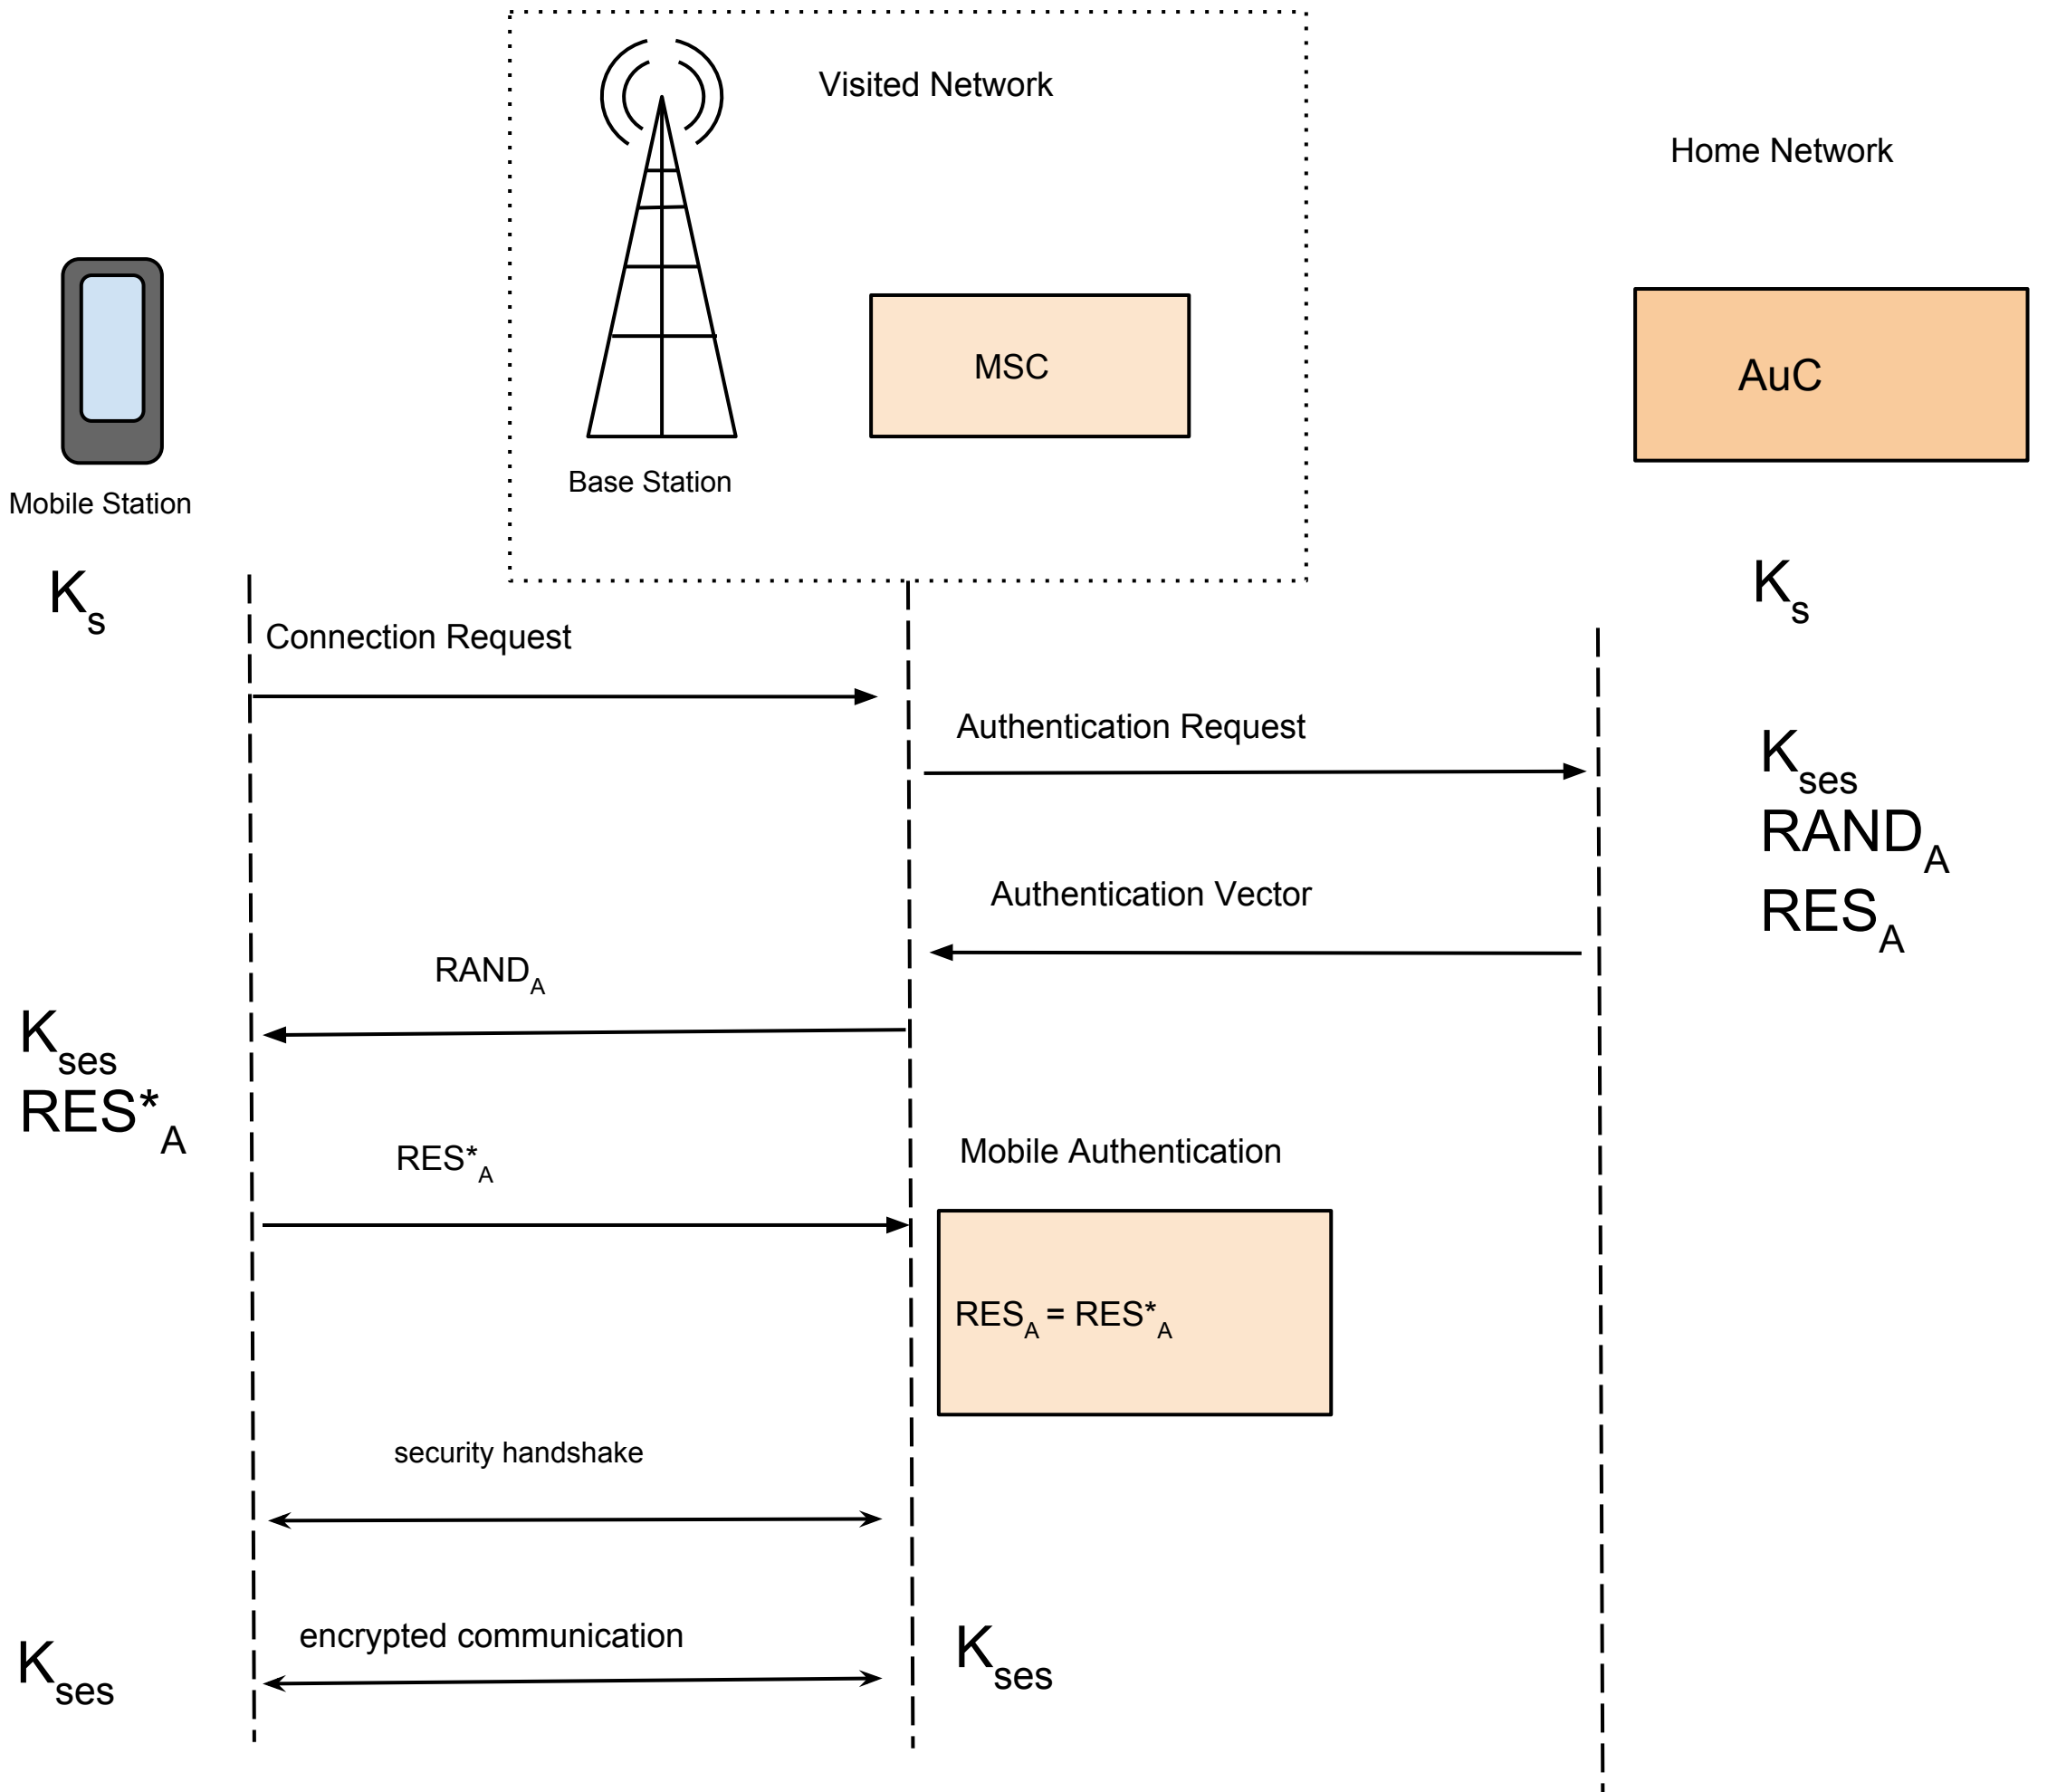 Visited Network
Home Network
MSC
AuC
Base Station
Mobile Station
Ks
Ks
Connection Request
Authentication Request
Kses
RANDA
RESA
Authentication Vector
RANDA
Kses
RES*A
RES*A
Mobile Authentication
RESA = RES*A
security handshake
encrypted communication
Kses
Kses